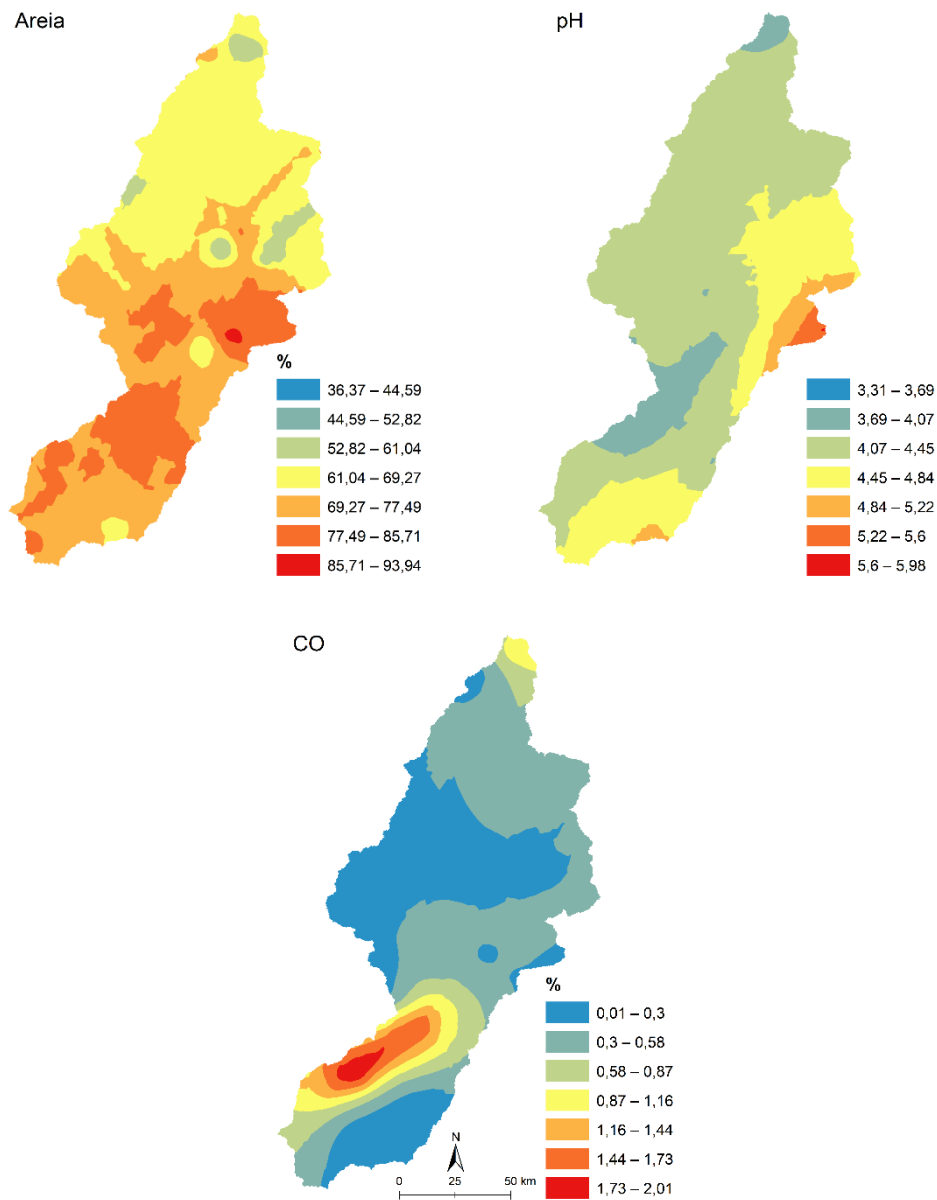 Areia
%
36,37 – 44,59
44,59 – 52,82
52,82 – 61,04
61,04 – 69,27
69,27 – 77,49
77,49 – 85,71
85,71 – 93,94
pH
3,31 – 3,69
3,69 – 4,07
4,07 – 4,45
4,45 – 4,84
4,84 – 5,22
5,22 – 5,6
5,6 – 5,98
CO
%
0,01 – 0,3
0,3 – 0,58
0,58 – 0,87
0,87 – 1,16
1,16 – 1,44
1,44 – 1,73
1,73 – 2,01
N
0 25 50 km